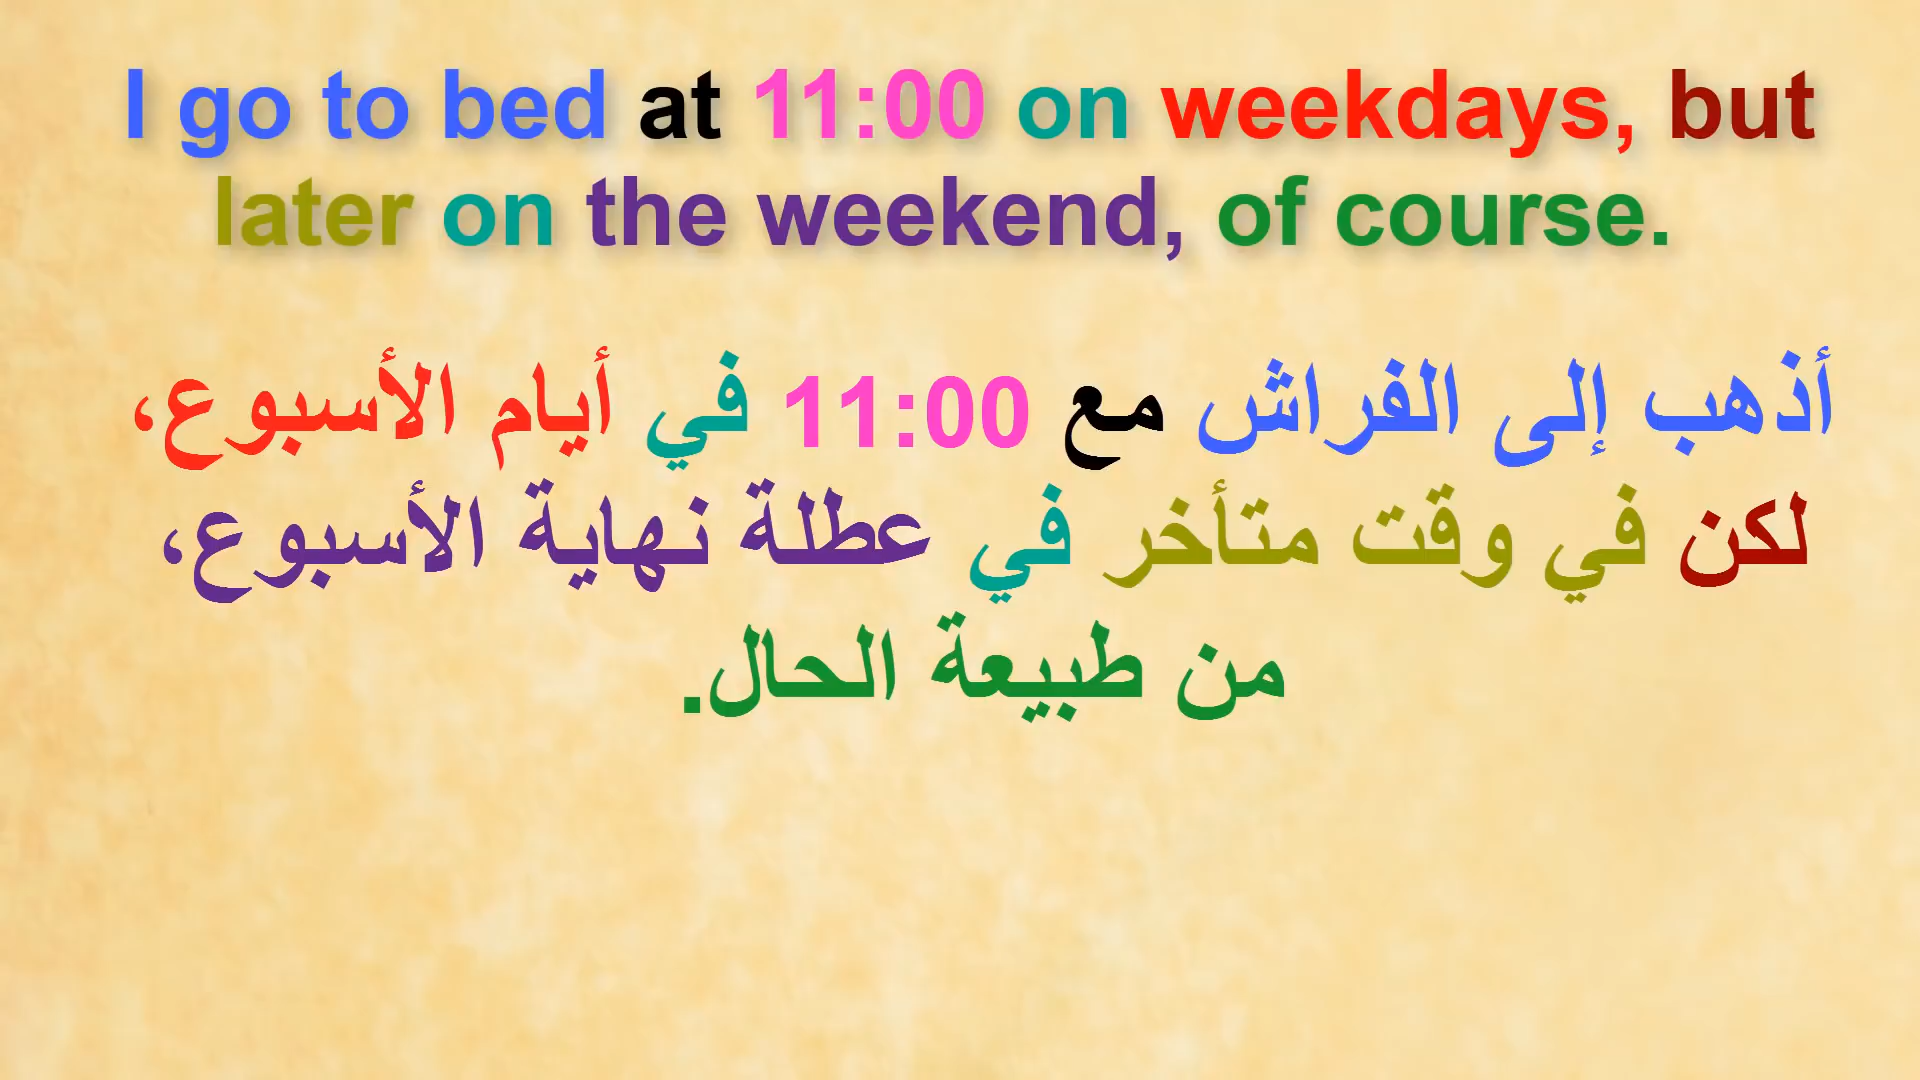 I go to bed at 11:00 on weekdays, but
later on the weekend, of course.
أذهب إلى الفراش مع 11:00 في أيام الأسبوع،
لكن في وقت متأخر في عطلة نهاية الأسبوع،
من طبيعة الحال.